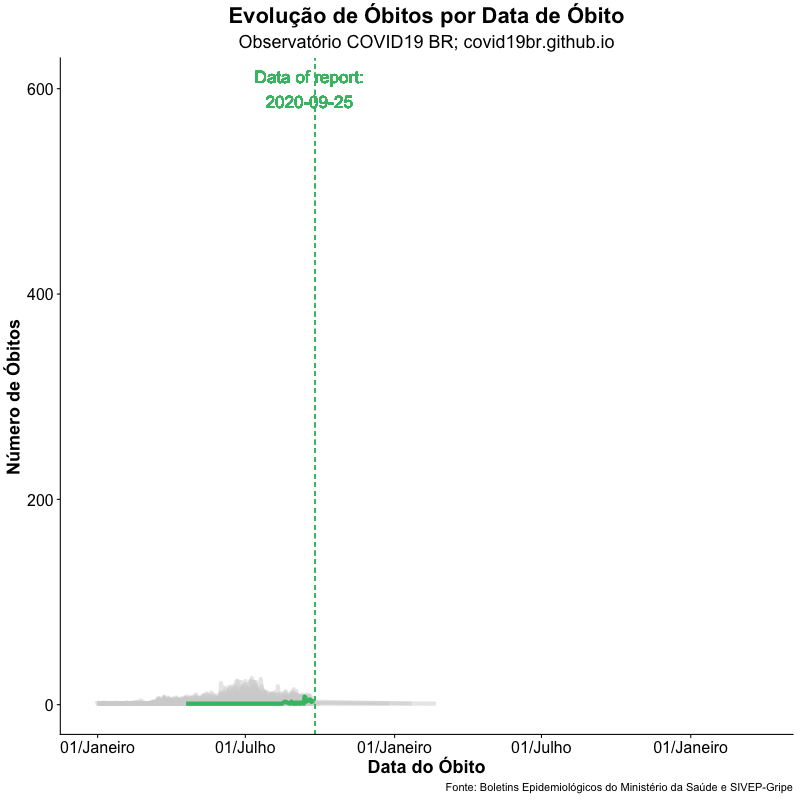 Evolução de Óbitos por Data de Óbito
Observatório COVID19 BR; covid19br.github.io
Data of report:
2020-09-25
600
400
200
0
Número de Óbitos
01/Janeiro
01/Julho
01/Janeiro
01/Julho
01/Janeiro
Data do Óbito
Fonte: Boletins Epidemiológicos do Ministério da Saúde e SIVEP-Gripe